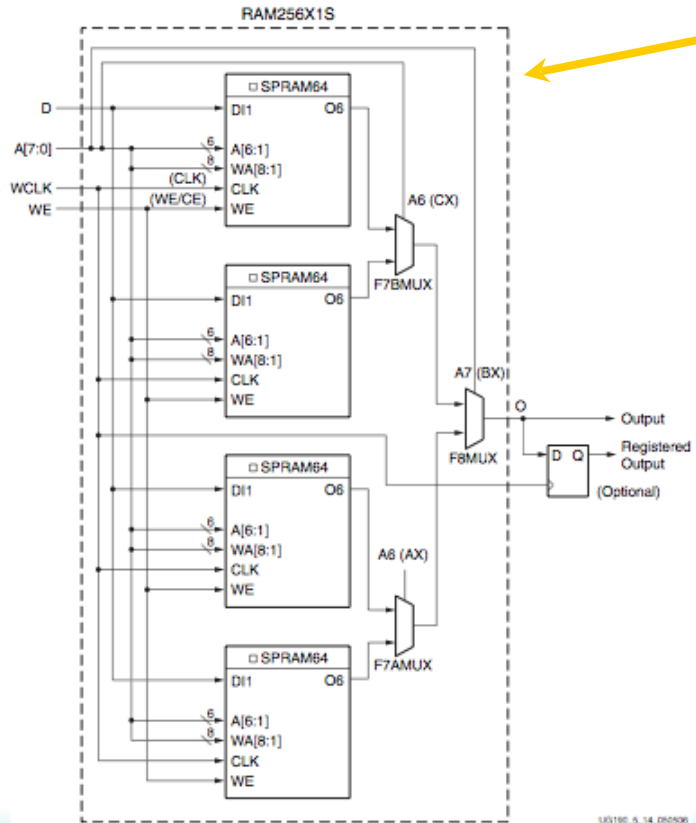 RAM256X1S
SPRAM64
D
DI1
O6
A[7:0]
6
A[6:1]
8
WA[8:1]
WCLK
(CLK)
CLK
WE
(WE/CE)
WE
A6 (CX)
F7BMUX
SPRAM64
DI1
O6
6
A[6:1]
8
WA[8:1]
CLK
WE
A7 (BX)
O
Output
F8MUX
D Q
Registered
Output
(Optional)
SPRAM64
DI1
O6
6
A[6:1]
8
WA[8:1]
CLK
WE
A6 (AX)
F7AMUX
SPRAM64
DI1
O6
6
A[6:1]
8
WA[8:1]
CLK
WE
UG190_5_14_050506